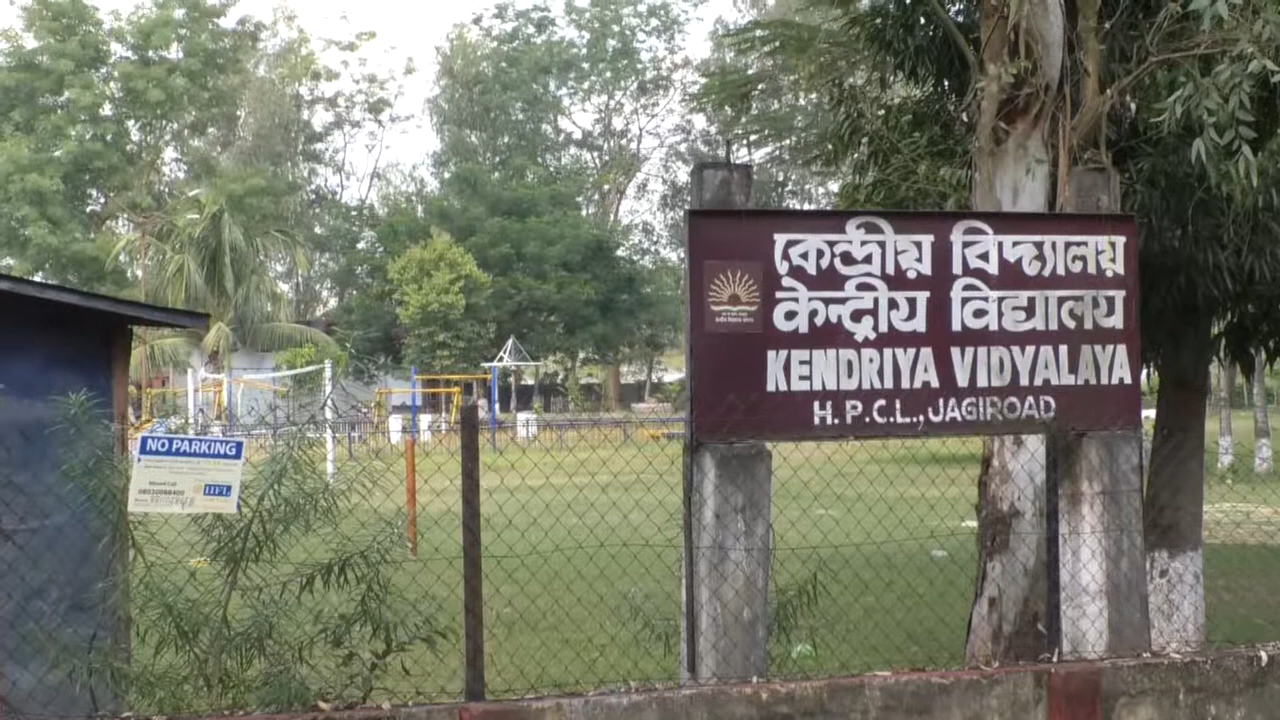 কেন্দ্ৰীয় বিদ্যালয়
केन्द्रीय विद्यालय
KENDRIYA VIDYALAYA
H.P.C.L., JAGIROAD
NO PARKING
IIFL